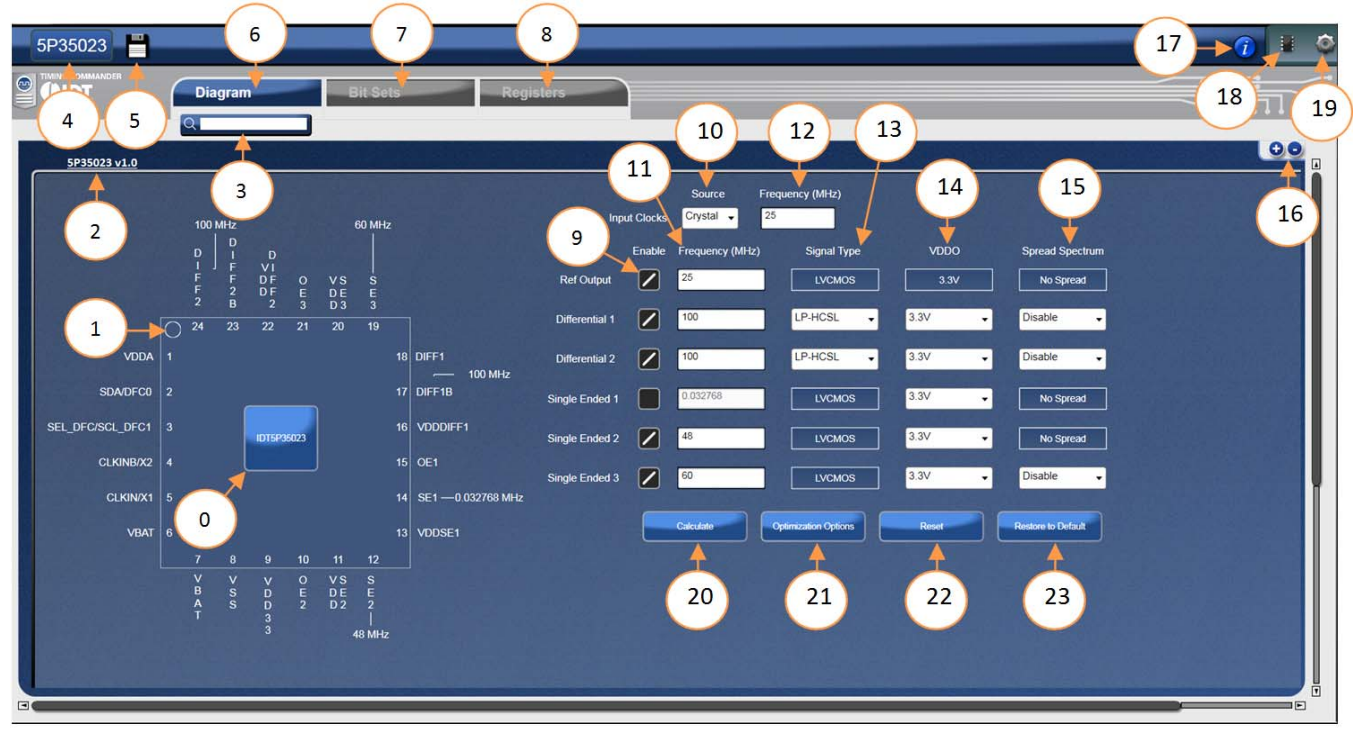 6
7
8
5P35023
17
i
TIMING COMMANDER
IDT
4
5
Diagram
Bit Sets
Registers
18
19
3
10
12
13
5P35023 v1.0
+
-
2
11
14
15
16
Source
Frequency (MHz)
Input Clocks
Crystal
25
9
Enable
Frequency (MHz)
Signal Type
VDDO
Spread Spectrum
Ref Output
25
LVCMOS
3.3V
No Spread
Differential 1
100
LP-HCSL
3.3V
Disable
Differential 2
100
LP-HCSL
3.3V
Disable
Single Ended 1
0.032768
LVCMOS
3.3V
No Spread
Single Ended 2
48
LVCMOS
3.3V
No Spread
Single Ended 3
60
LVCMOS
3.3V
Disable
Calculate
Optimization Options
Reset
Restore to Default
20
21
22
23
100 MHz
60 MHz
DIFF2
DIFF2B
VDDDIFF2
OE3
VDDSE3
SE3
1
24
23
22
21
20
19
VDDA 1
18 DIFF1
100 MHz
SDA/DFC0 2
17 DIFF1B
SEL_DFC/SCL_DFC1 3
IDT5P35023
16 VDDDIFF1
CLKINB/X2 4
15 OE1
CLKIN/X1 5
0
14 SE1 0.032768 MHz
VBAT 6
13 VDDSE1
7
8
9
10
11
12
VBAT
VSS
VDD33
OE2
VDDSE2
SE2
48 MHz